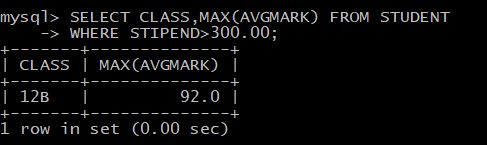 mysql> SELECT CLASS,MAX(AVGMARK) FROM STUDENT
    -> WHERE STIPEND>300.00;
+-------+--------------+
| CLASS | MAX(AVGMARK) |
+-------+--------------+
| 12B   |         92.0 |
+-------+--------------+
1 row in set (0.00 sec)